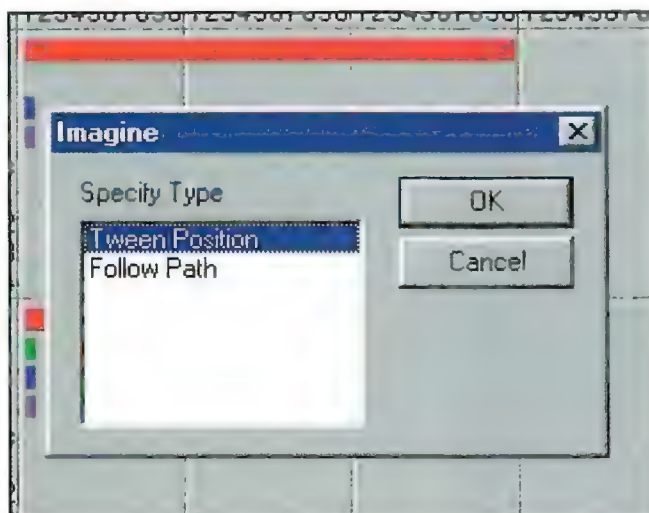 Imagine
Specify Type
OK
Tween Position
Cancel
Follow Path